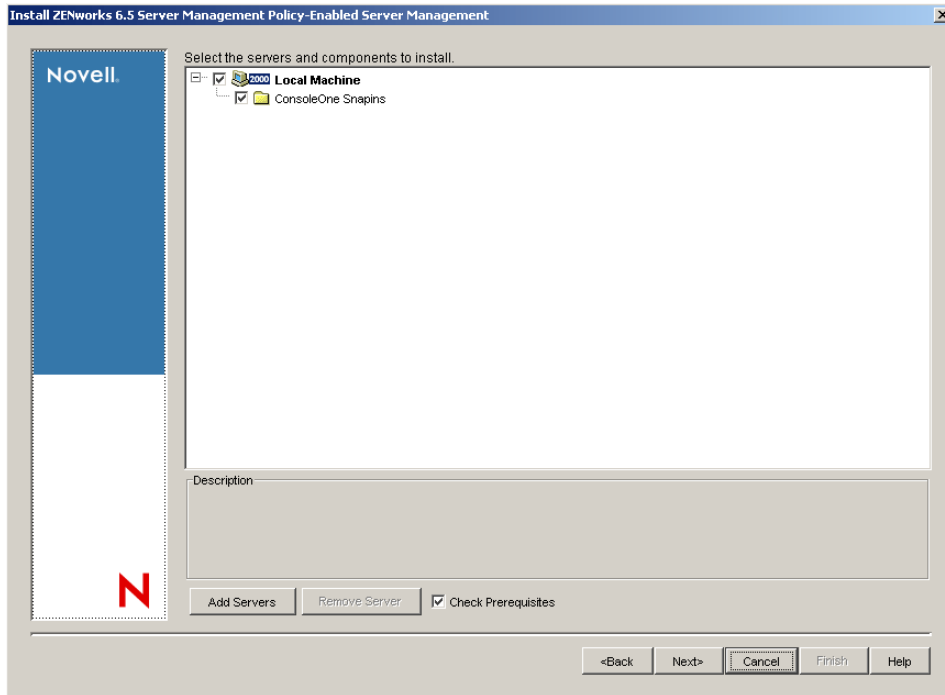 Install ZENworks 6.5 Server Management Policy-Enabled Server Management
Novell.
Select the servers and components to install.
2000 Local Machine
ConsoleOne Snapins
Description
N
Add Servers
Remove Server
Check Prerequisites
«Back
Next»
Cancel
Finish
Help